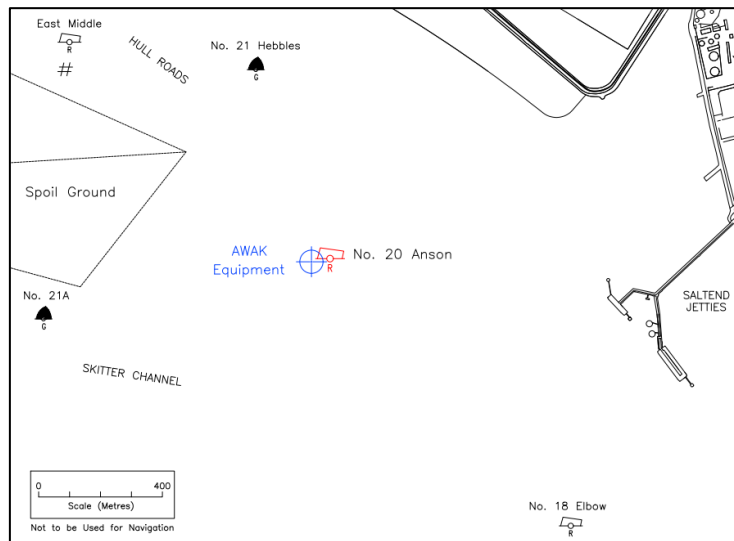 East Middle
R
#
HULL ROADS
No. 21 Hebbles
G
Spoil Ground
AWAK
Equipment
No. 20 Anson
R
No. 21A
G
SALTEND
JETTIES
SKITTER CHANNEL
0 400
Scale (Metres)
Not to be Used for Navigation
No. 18 Elbow
R